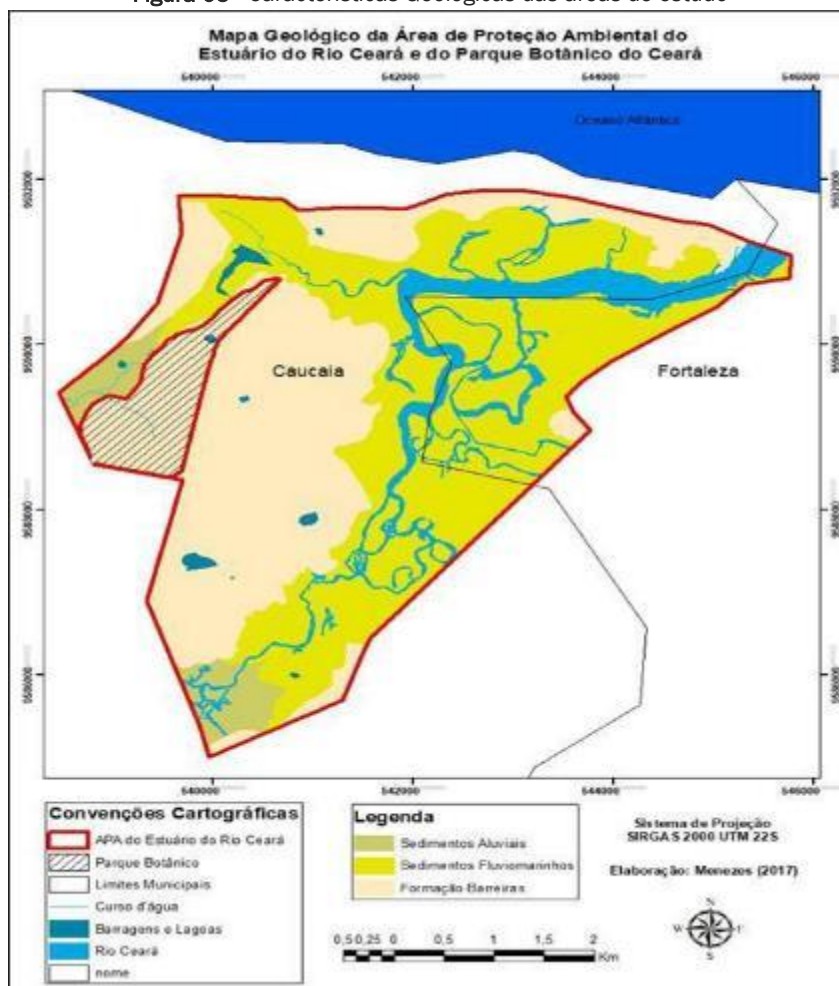 Características Geológicas das áreas de estudo
Mapa Geológico da Área de Proteção Ambiental do
Estuário do Rio Ceará e do Parque Botânico do Ceará
540000 542000 544000 546000
Oceano Atlântico
Caucaia
Fortaleza
540000 542000 544000 546000
Convenções Cartográficas
APA do Estuário do Rio Ceará
Parque Botânico
Limites Municipais
Curso d'água
Barragens e Lagoas
Rio Ceará
nome
Legenda
Sedimentos Aluviais
Sedimentos Fluviomarinhos
Formação Barreiras
0,5 0,25 0 0,5 1 1,5 2
Km
Sistema de Projeção
SIRGAS 2000 UTM 22S
Elaboração: Menezes (2017)
N
W
S